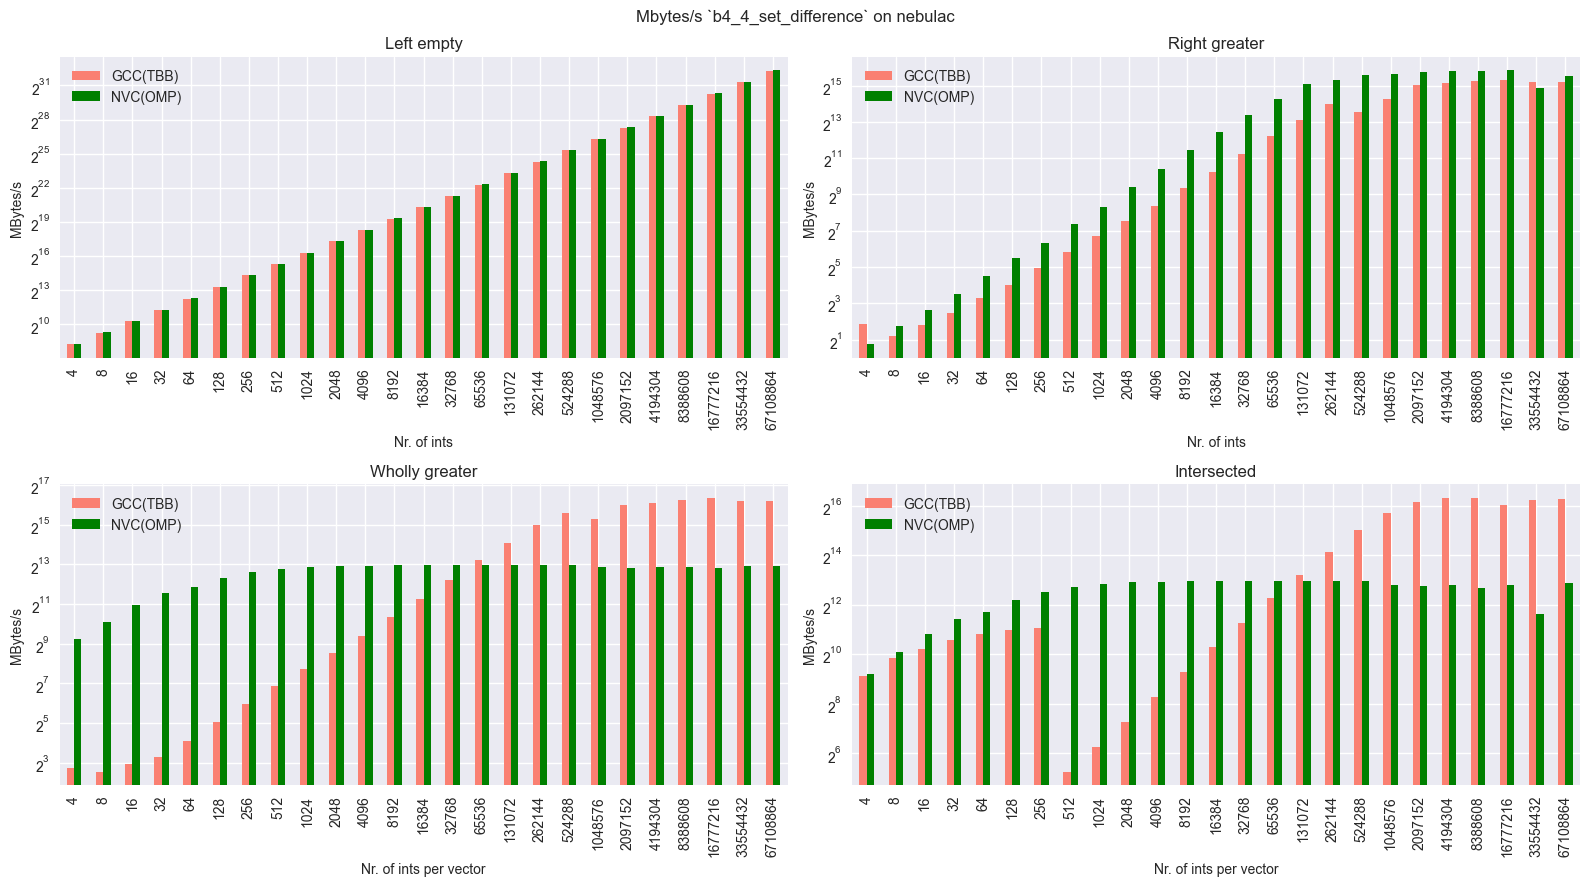 Mbytes/s `b4_4_set_difference` on nebulac
Left empty
GCC(TBB)
NVC(OMP)
MBytes/s
2^31
2^28
2^25
2^22
2^19
2^16
2^13
2^10
4 8 16 32 64 128 256 512 1024 2048 4096 8192 16384 32768 65536 131072 262144 524288 1048576 2097152 4194304 8388608 16777216 33554432 67108864
Nr. of ints
Right greater
GCC(TBB)
NVC(OMP)
MBytes/s
2^15
2^13
2^11
2^9
2^7
2^5
2^3
2^1
4 8 16 32 64 128 256 512 1024 2048 4096 8192 16384 32768 65536 131072 262144 524288 1048576 2097152 4194304 8388608 16777216 33554432 67108864
Nr. of ints
Wholly greater
GCC(TBB)
NVC(OMP)
MBytes/s
2^17
2^15
2^13
2^11
2^9
2^7
2^5
2^3
4 8 16 32 64 128 256 512 1024 2048 4096 8192 16384 32768 65536 131072 262144 524288 1048576 2097152 4194304 8388608 16777216 33554432 67108864
Nr. of ints per vector
Intersected
GCC(TBB)
NVC(OMP)
MBytes/s
2^16
2^14
2^12
2^10
2^8
2^6
4 8 16 32 64 128 256 512 1024 2048 4096 8192 16384 32768 65536 131072 262144 524288 1048576 2097152 4194304 8388608 16777216 33554432 67108864
Nr. of ints per vector